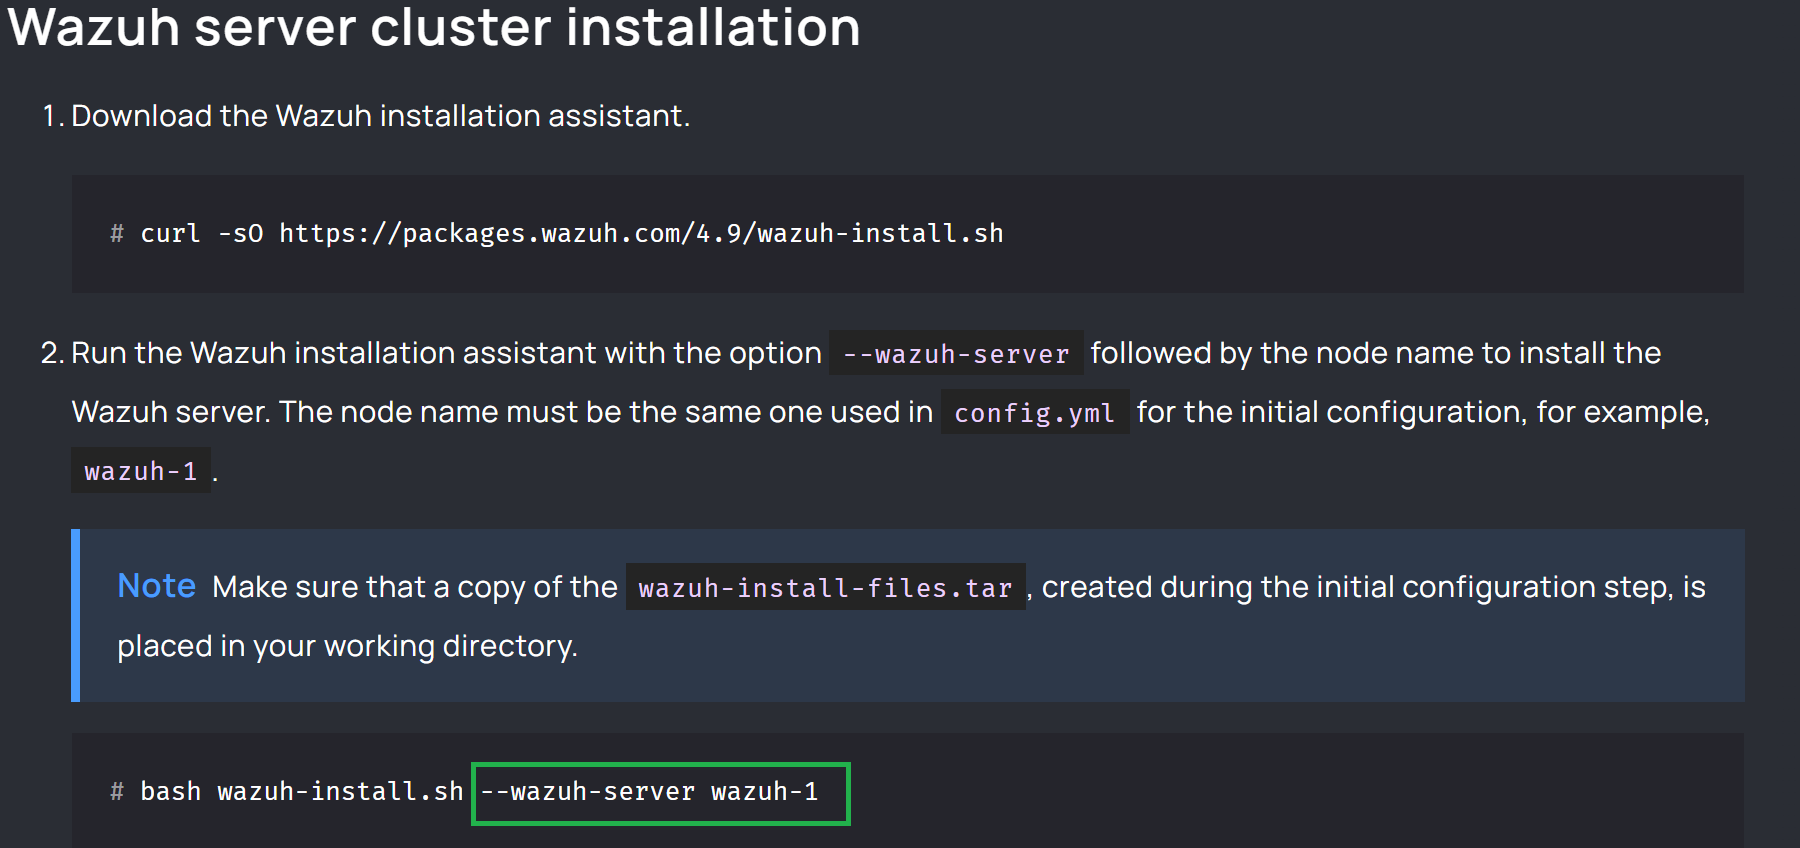 Wazuh server cluster installation
1. Download the Wazuh installation assistant.
# curl -sO https://packages.wazuh.com/4.9/wazuh-install.sh
2. Run the Wazuh installation assistant with the option --wazuh-server followed by the node name to install the
Wazuh server. The node name must be the same one used in config.yml for the initial configuration, for example,
wazuh-1 .
Note Make sure that a copy of the wazuh-install-files.tar , created during the initial configuration step, is
placed in your working directory.
# bash wazuh-install.sh --wazuh-server wazuh-1